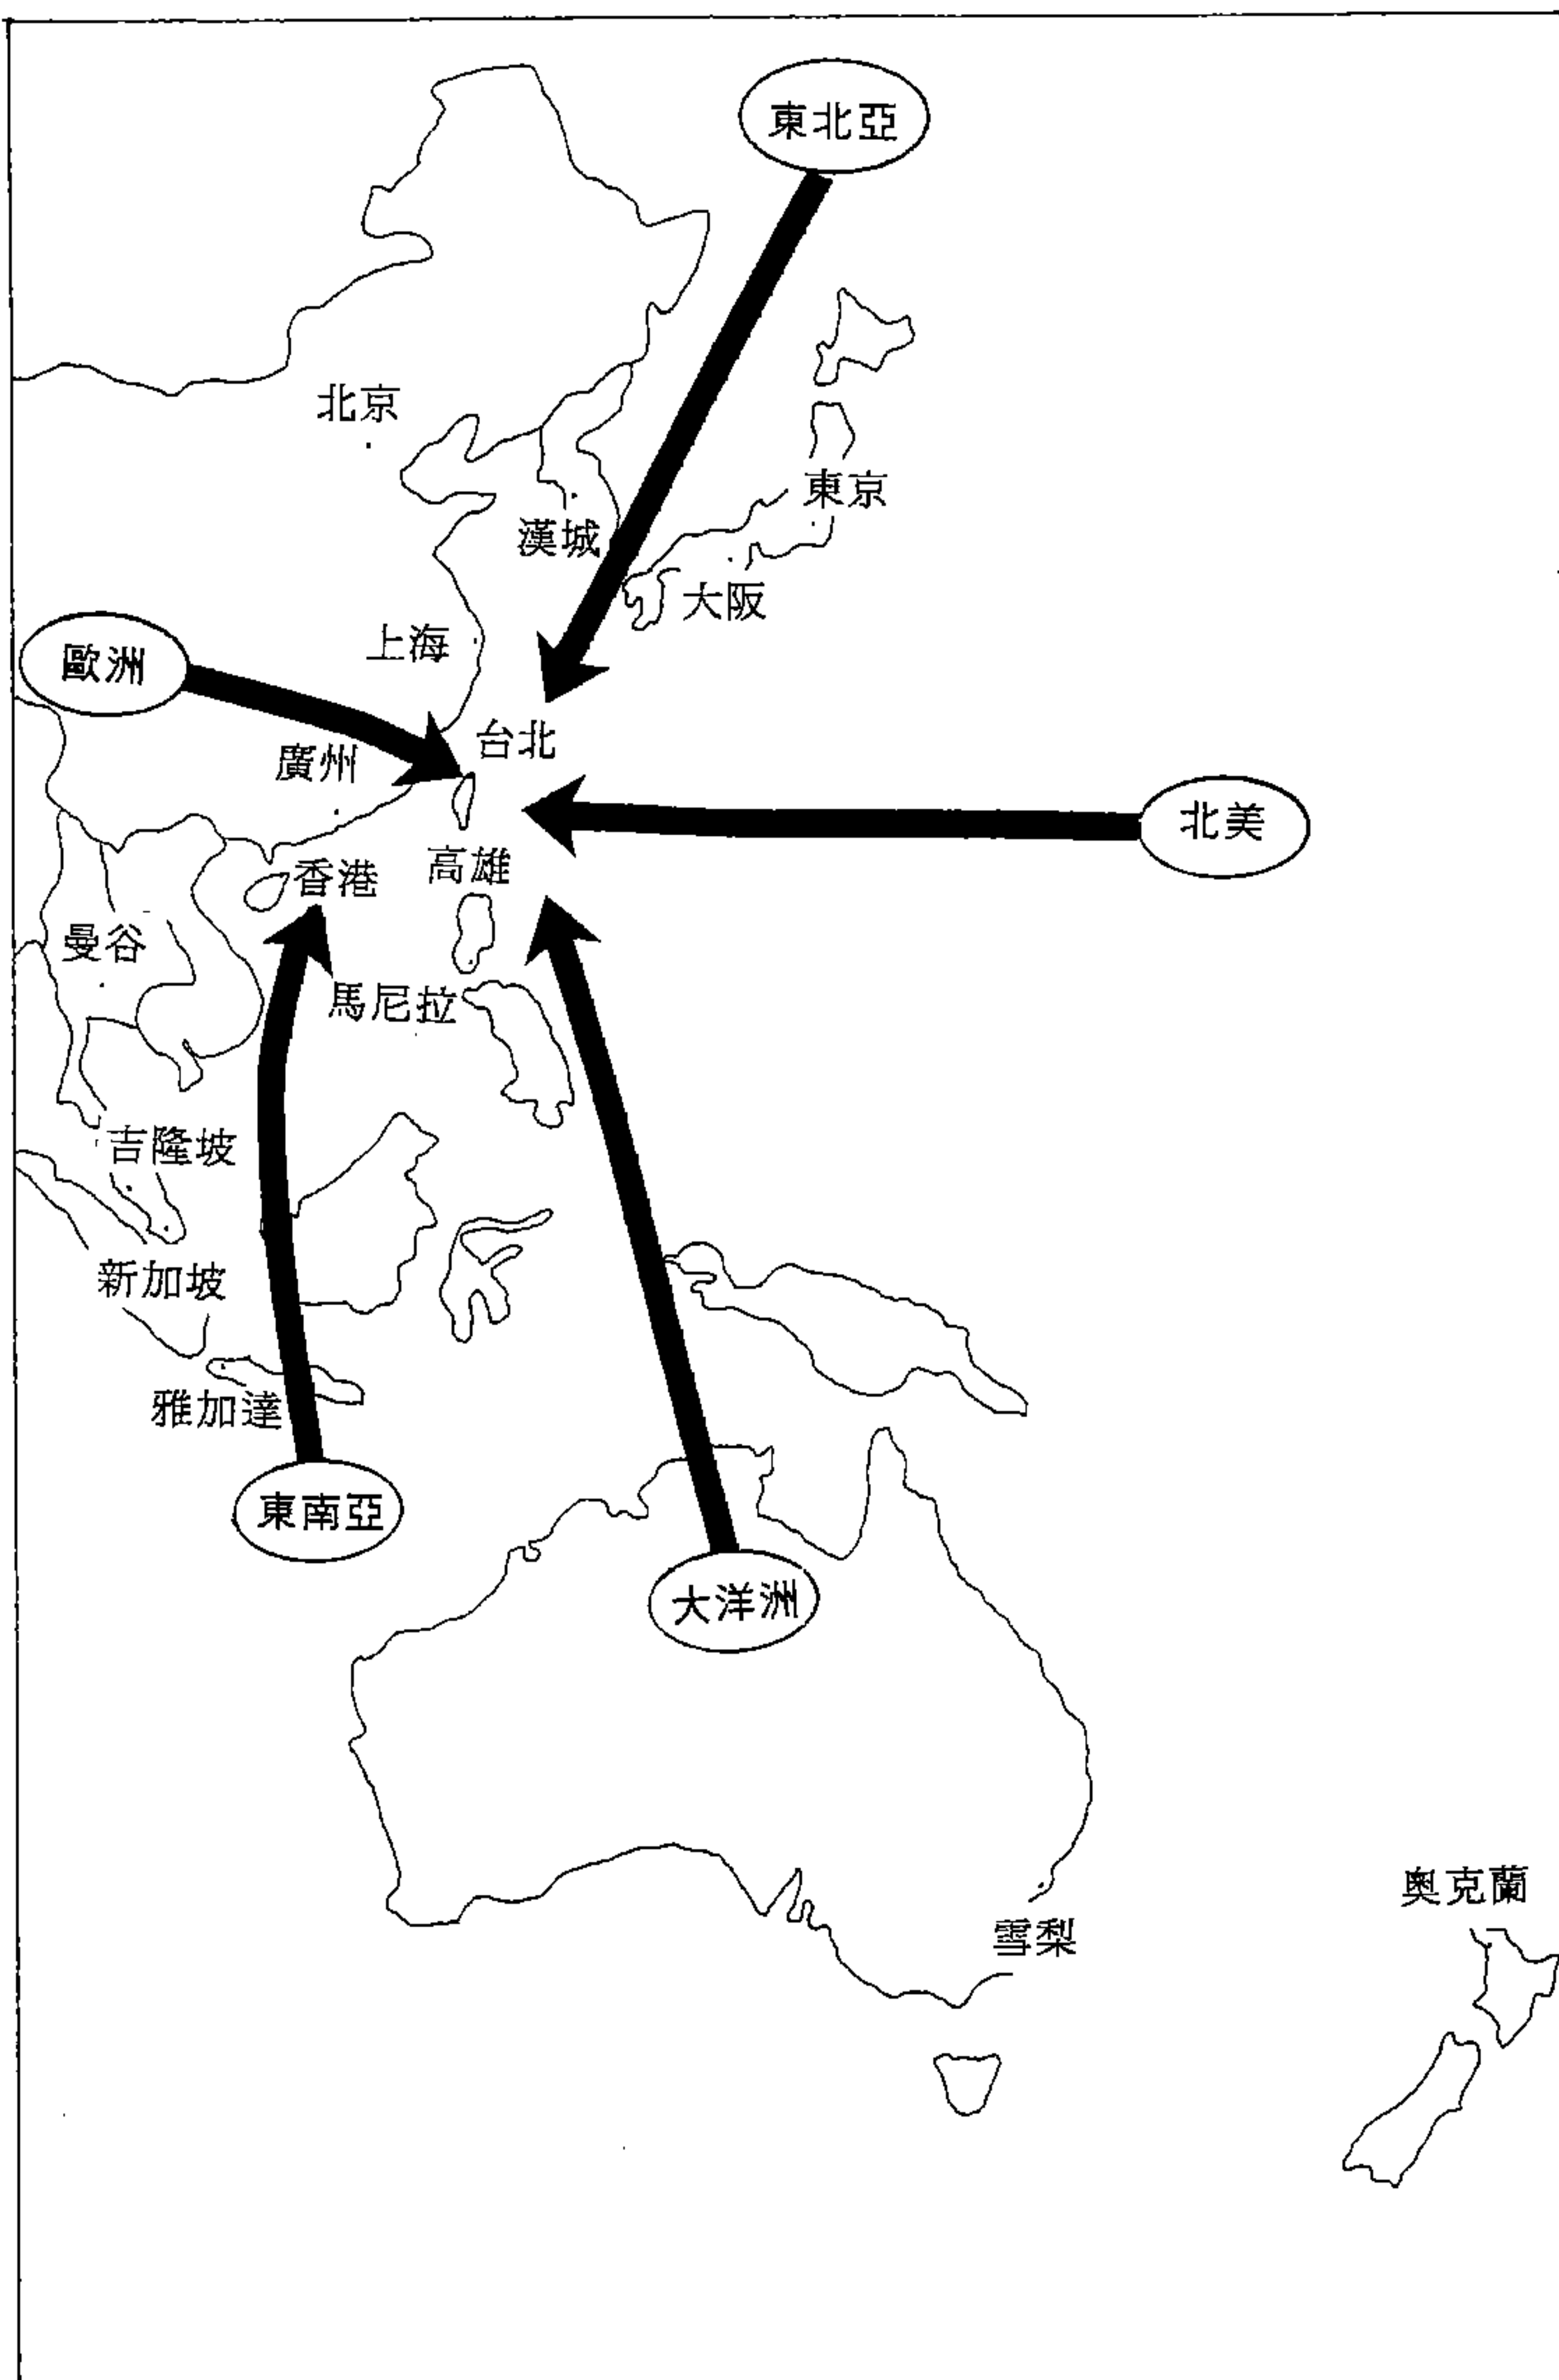 東北亞
北京
東京
漢城
大阪
上海
歐洲
台北
廣州
北美
高雄
香港
曼谷
馬尼拉
吉隆坡
新加坡
雅加達
東南亞
大洋洲
奧克蘭
雪梨